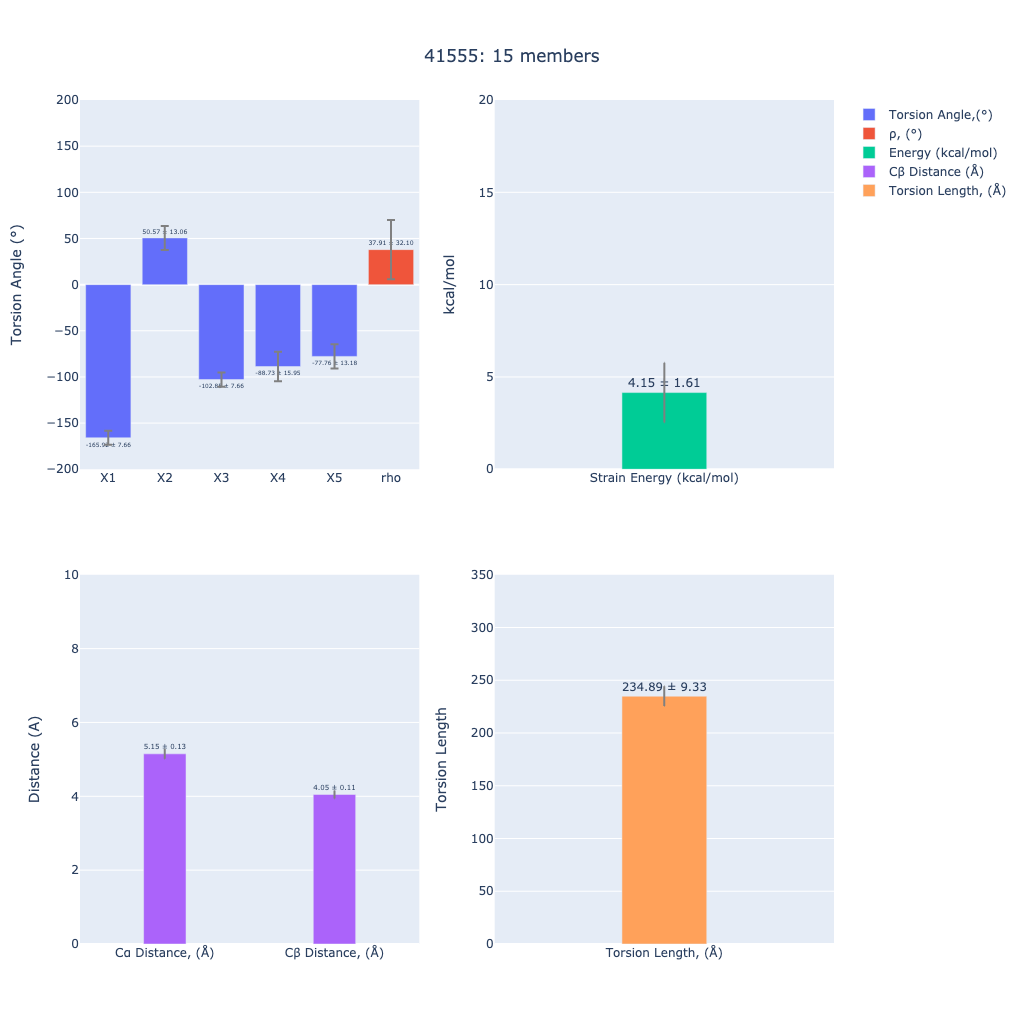 41555: 15 members
Torsion Angle (°)
200
150
100
50
0
−50
−100
−150
−200
50.57 ± 13.06
37.91 ± 32.10
-77.76 ± 13.18
-88.73 ± 15.95
± 7.66
± 7.66
X1 X2 X3 X4 X5 rho
kcal/mol
20
15
10
5
0
4.15 ± 1.61
Strain Energy (kcal/mol)
Torsion Angle,(°)
ρ, (°)
Energy (kcal/mol)
Cβ Distance (Å)
Torsion Length, (Å)
Distance (A)
10
8
6
4
2
0
5.15 ± 0.13
4.05 ± 0.11
Cα Distance, (Å) Cβ Distance, (Å)
Torsion Length
350
300
250
200
150
100
50
0
234.89 ± 9.33
Torsion Length, (Å)